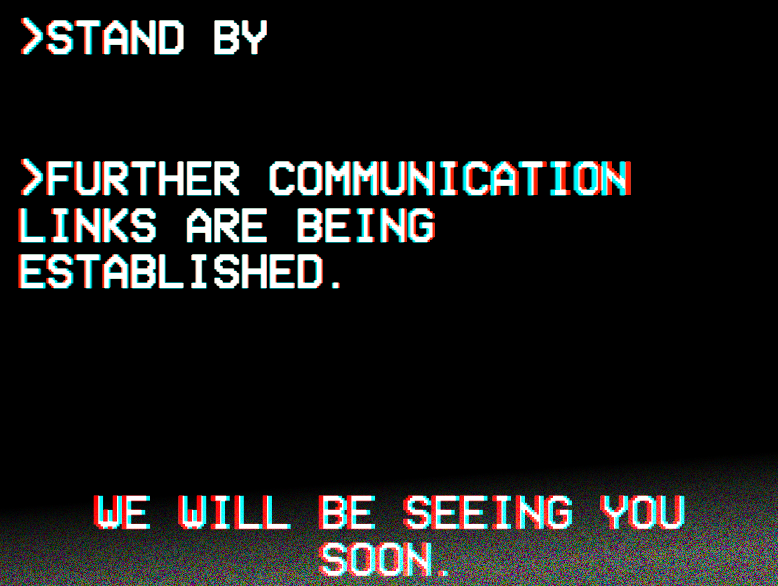 >STAND BY
>FURTHER COMMUNICATION
LINKS ARE BEING
ESTABLISHED.
WE WILL BE SEEING YOU
SOON.